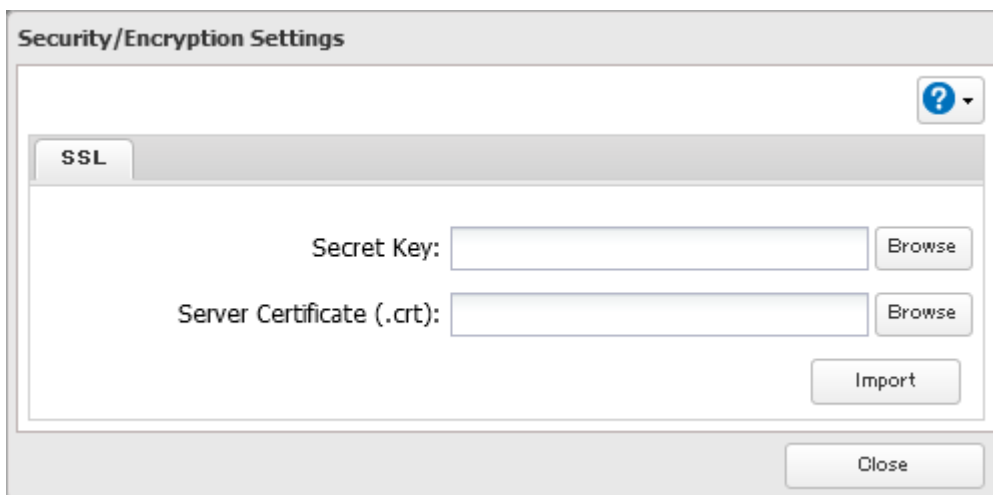 Security/Encryption Settings
?
SSL
Secret Key: Browse
Server Certificate (.crt): Browse
Import
Close